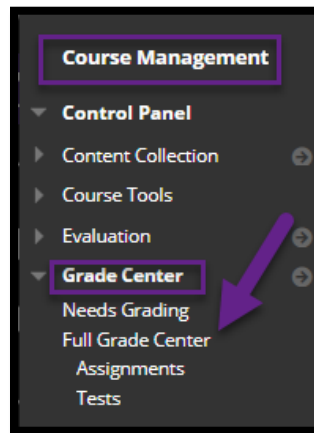 Course Management
Control Panel
Content Collection
Course Tools
Evaluation
Grade Center
Needs Grading
Full Grade Center
Assignments
Tests